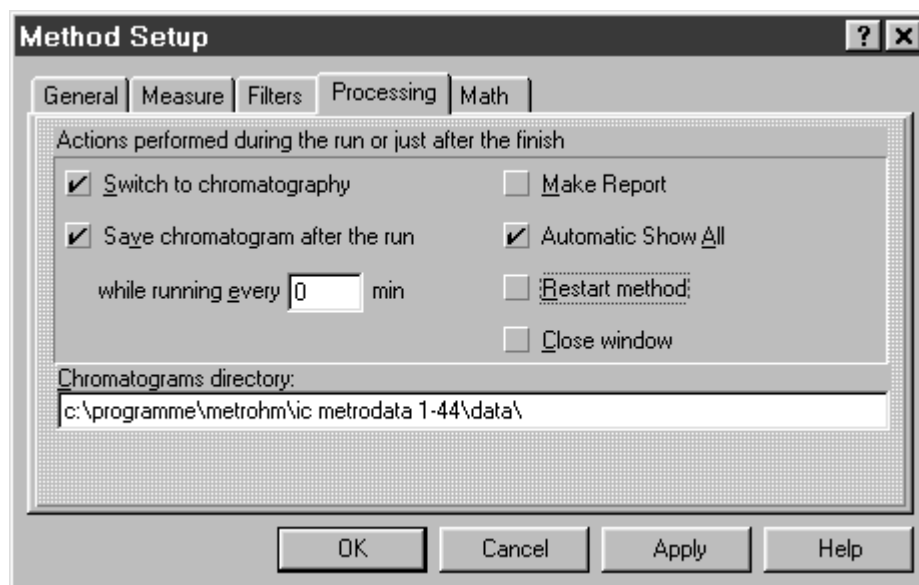 Method Setup
General Measure Filters Processing Math
Actions performed during the run or just after the finish
Switch to chromatography
Make Report
Save chromatogram after the run
Automatic Show All
while running every 0 min
Restart method
Close window
Chromatograms directory:
c:\programme\metrohm\ic metrodata 1-44\data\
OK Cancel Apply Help